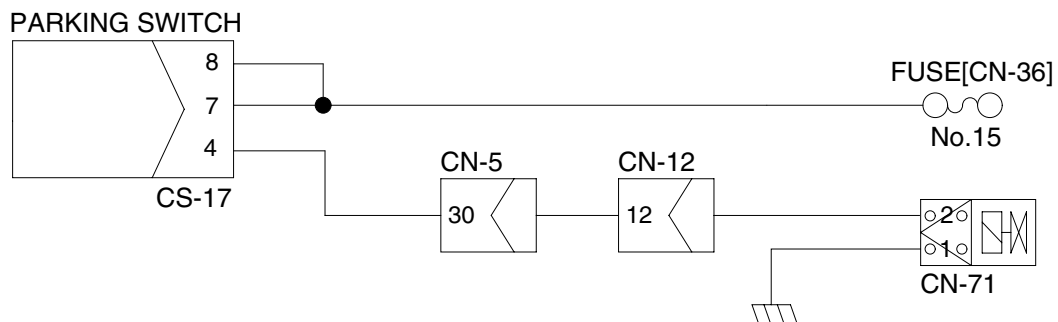 PARKING SWITCH
8
7
4
CS-17
FUSE[CN-36]
No.15
CN-5
30
CN-12
12
2
1
CN-71